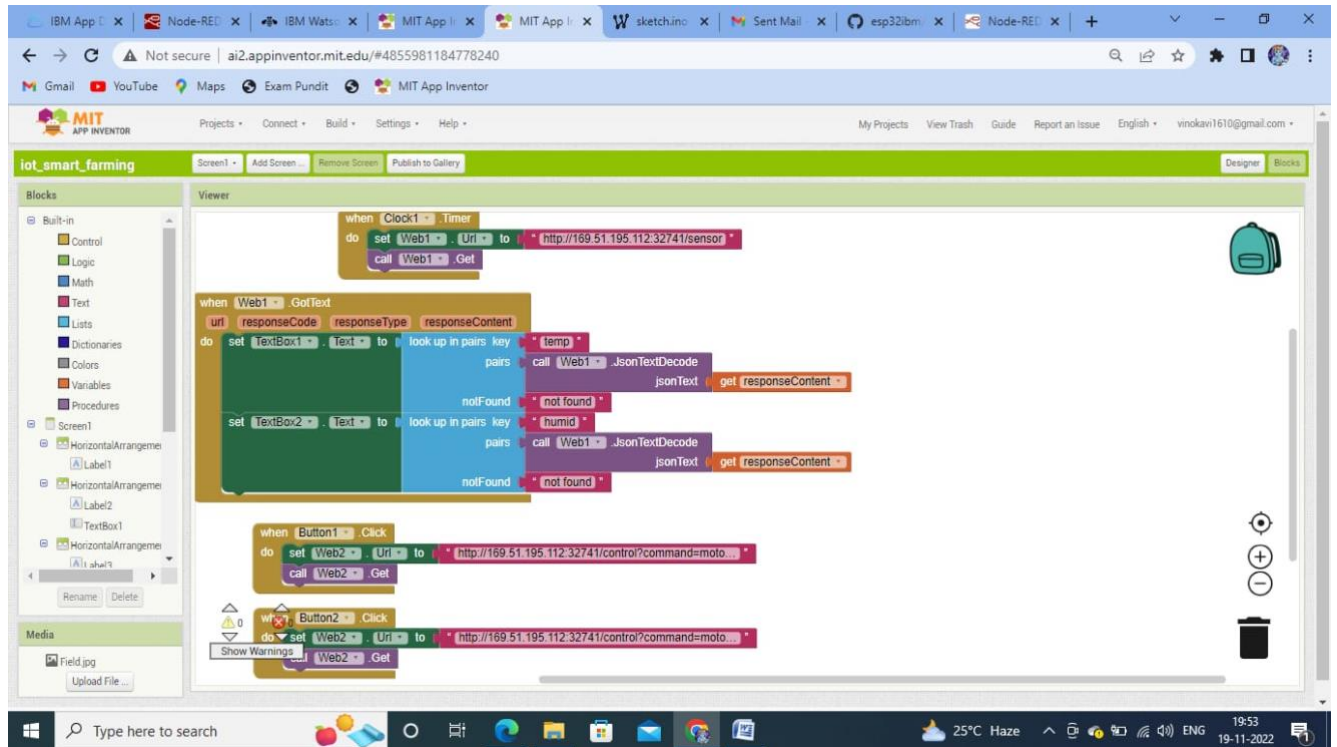 IBM App D
Node-RED
IBM Watso
MIT App I
MIT App I
sketch.ino
Sent Mail
esp32ibm
Node-RED
Not secure | ai2.appinventor.mit.edu/#4855981184778240
Gmail YouTube Maps Exam Pundit MIT App Inventor
MIT
APP INVENTOR
Projects Connect Build Settings Help
My Projects View Trash Guide Report an Issue English vinokavi1610@gmail.com
iot_smart_farming
Screen1 Add Screen ... Remove Screen Publish to Gallery
Designer Blocks
Blocks
Built-in
Control
Logic
Math
Text
Lists
Dictionaries
Colors
Variables
Procedures
Screen1
HorizontalArrangeme
Label1
HorizontalArrangeme
Label2
TextBox1
HorizontalArrangeme
Label3
Rename Delete
Media
Field.jpg
Upload File ...
Viewer
when Clock1 .Timer
do set Web1 . Url to " http://169.51.195.112:32741/sensor "
call Web1 .Get
when Web1 .GotText
url responseCode responseType responseContent
do set TextBox1 . Text to look up in pairs key " temp "
pairs call Web1 .JsonTextDecode
jsonText get responseContent
notFound " not found "
set TextBox2 . Text to look up in pairs key " humid "
pairs call Web1 .JsonTextDecode
jsonText get responseContent
notFound " not found "
when Button1 .Click
do set Web2 . Url to " http://169.51.195.112:32741/control?command=moto... "
call Web2 .Get
when Button2 .Click
do set Web2 . Url to " http://169.51.195.112:32741/control?command=moto... "
Web2 .Get
0 0
Show Warnings
Type here to search
25°C Haze
ENG
19:53
19-11-2022